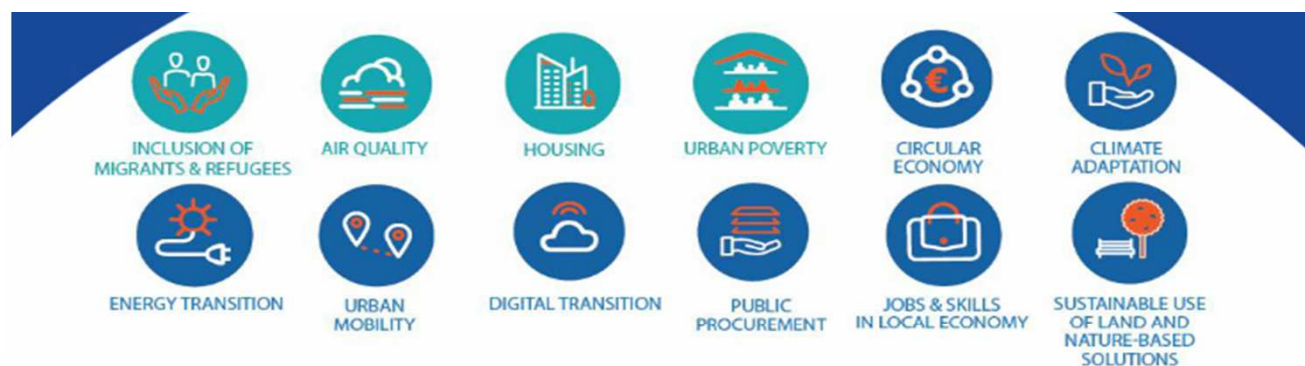 INCLUSION OF
MIGRANTS & REFUGEES
AIR QUALITY
HOUSING
URBAN POVERTY
€
CIRCULAR
ECONOMY
CLIMATE
ADAPTATION
ENERGY TRANSITION
URBAN
MOBILITY
DIGITAL TRANSITION
PUBLIC
PROCUREMENT
JOBS & SKILLS
IN LOCAL ECONOMY
SUSTAINABLE USE
OF LAND AND
NATURE-BASED
SOLUTIONS